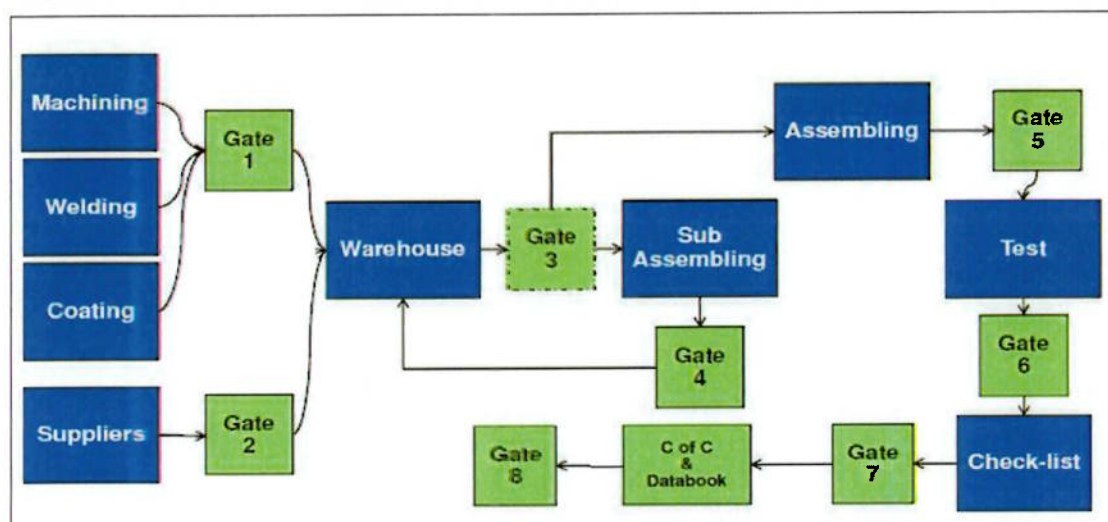 Machining
Gate
1
Welding
Coating
Suppliers
Gate
2
Warehouse
Gate
3
Sub
Assembling
Gate
4
Assembling
Gate
5
Test
Gate
6
Check-list
Gate
7
C of C
&
Databook
Gate
8